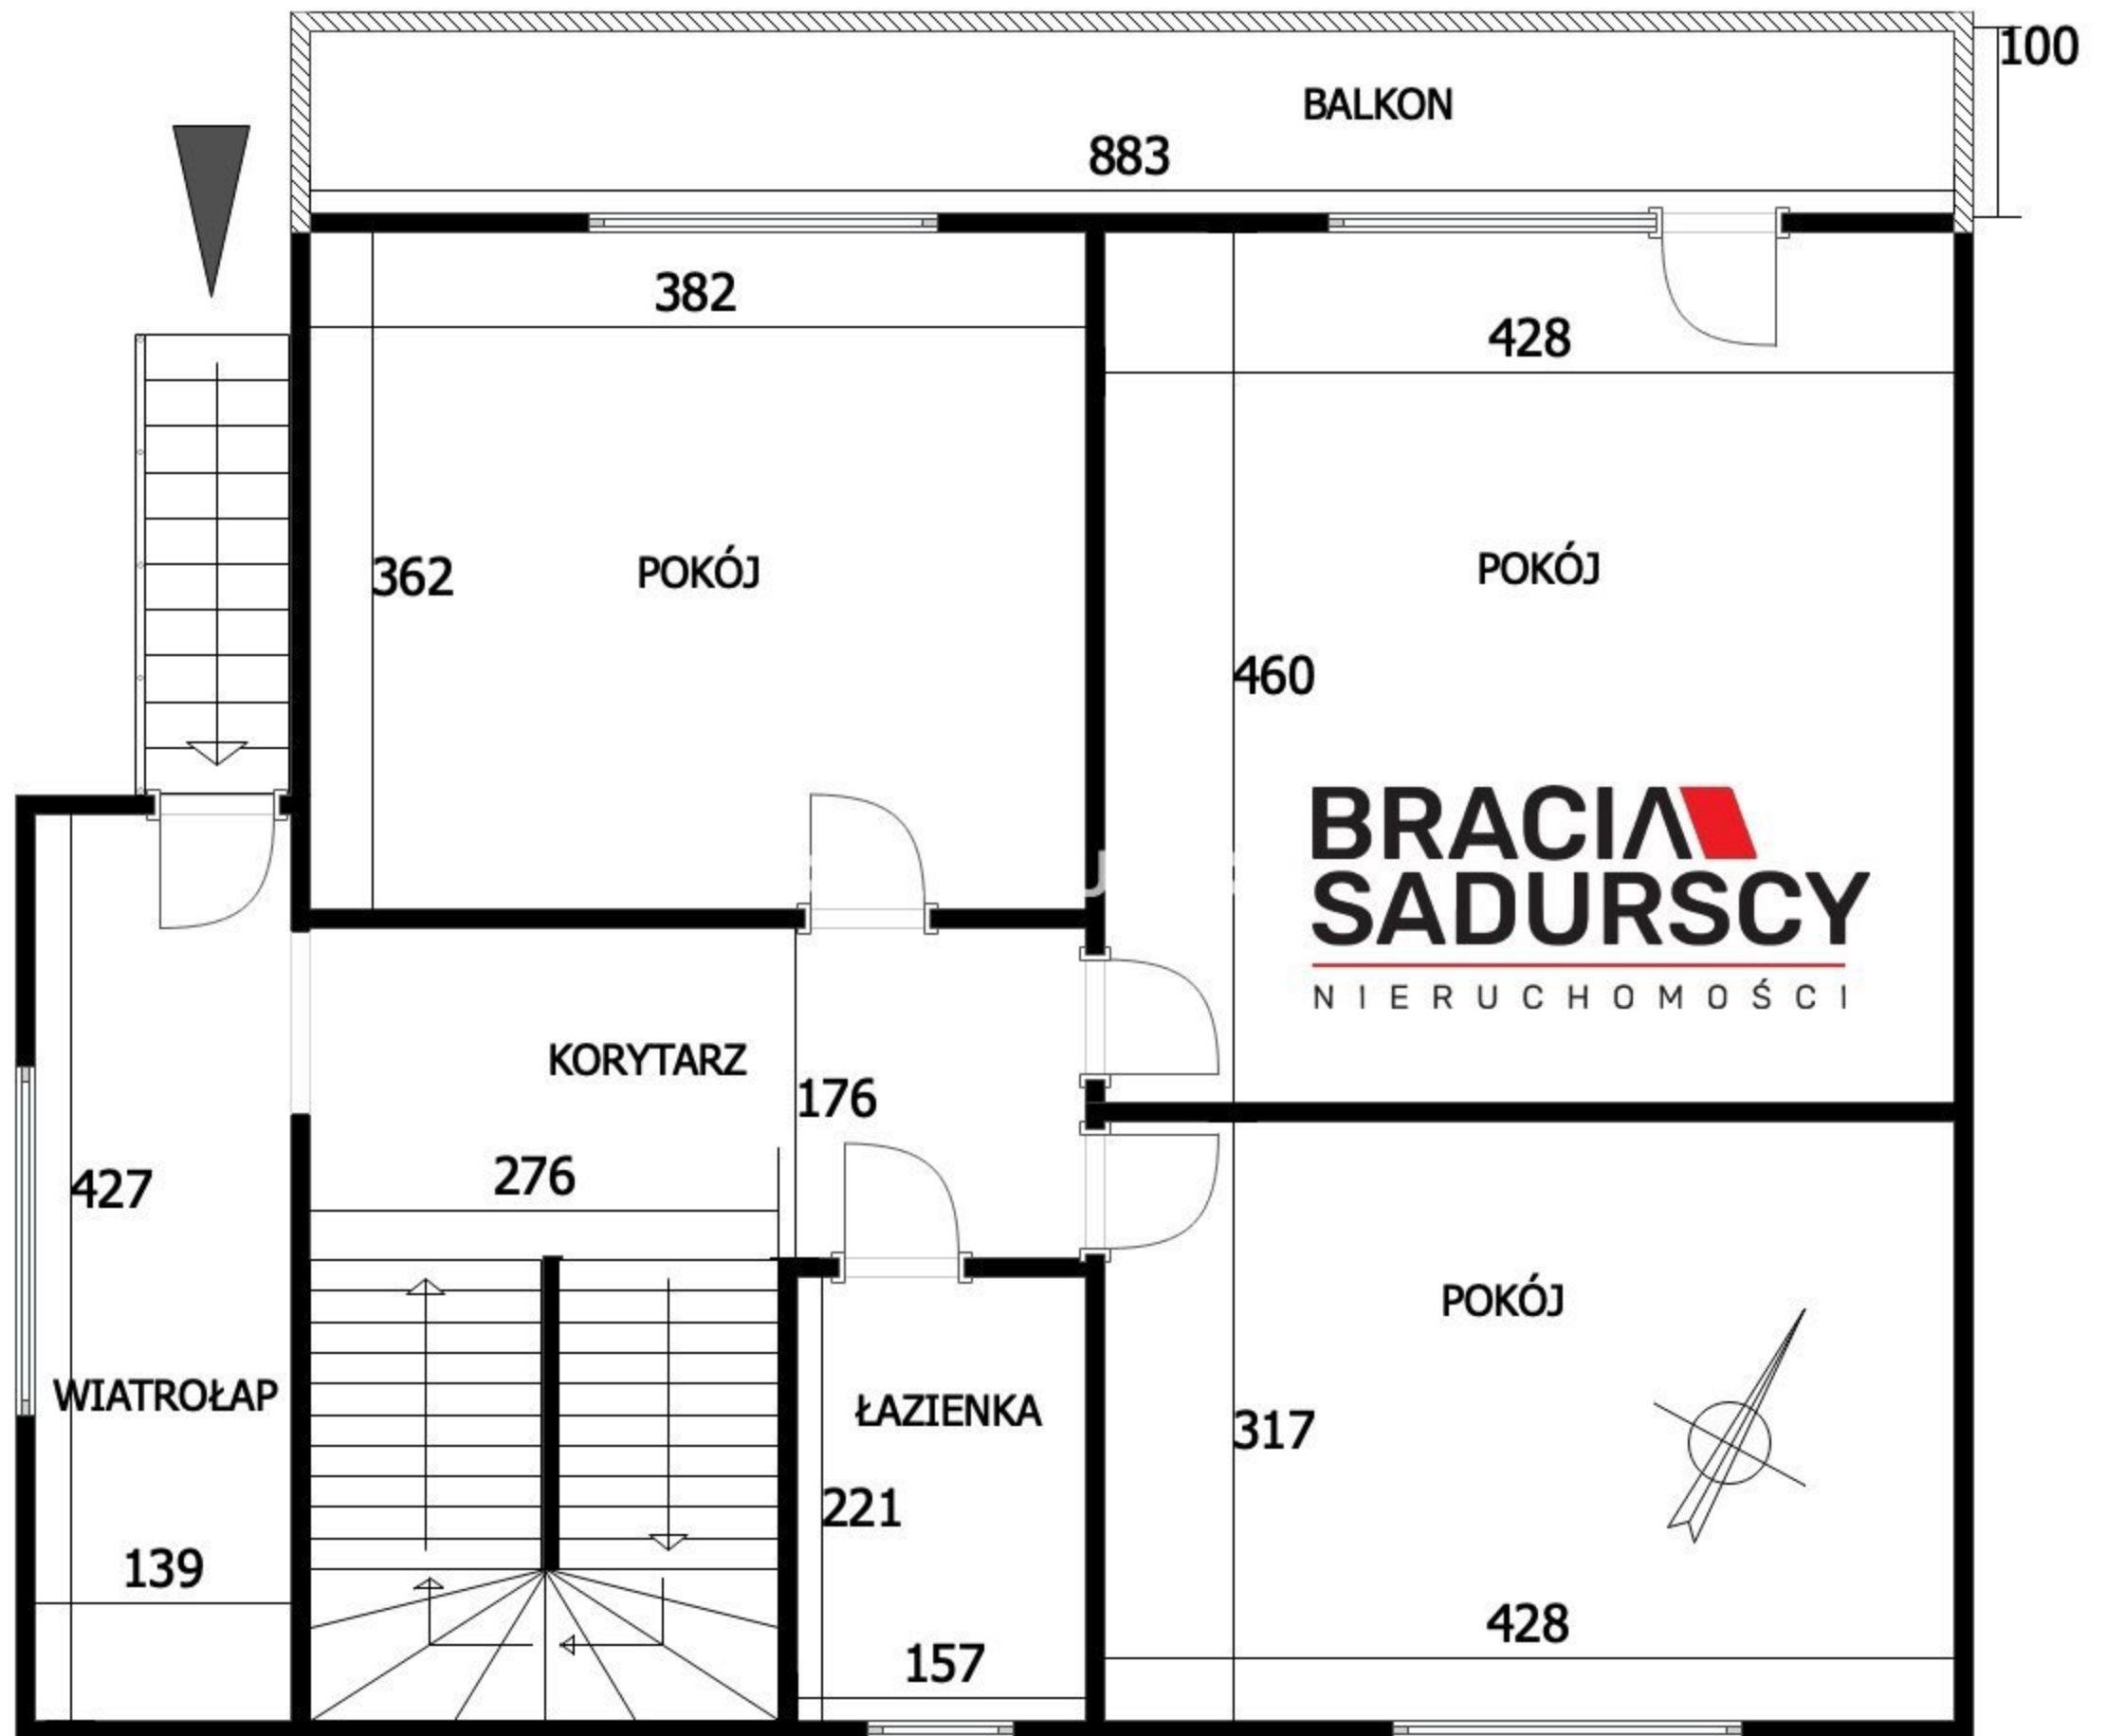 100
BALKON
883
382
428
362
POKÓJ
POKÓJ
460
BRACIA
SADURSCY
NIERUCHOMOŚCI
KORYTARZ
176
276
427
POKÓJ
WIATROŁAP
ŁAZIENKA
317
221
139
428
157